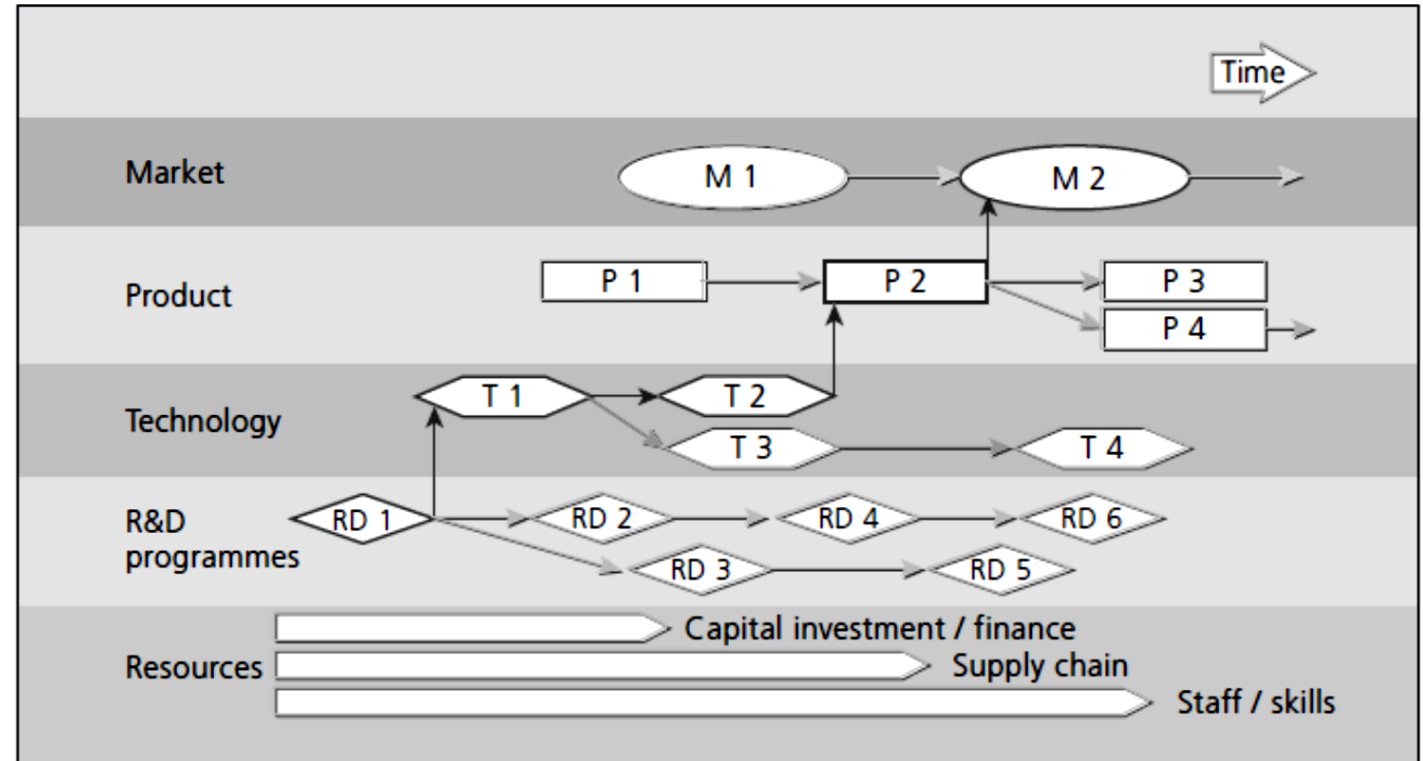 Time
Market
M 1
M 2
Product
P 1
P 2
P 3
P 4
Technology
T 1
T 2
T 3
T 4
R&D
programmes
RD 1
RD 2
RD 4
RD 6
RD 3
RD 5
Resources
Capital investment / finance
Supply chain
Staff / skills